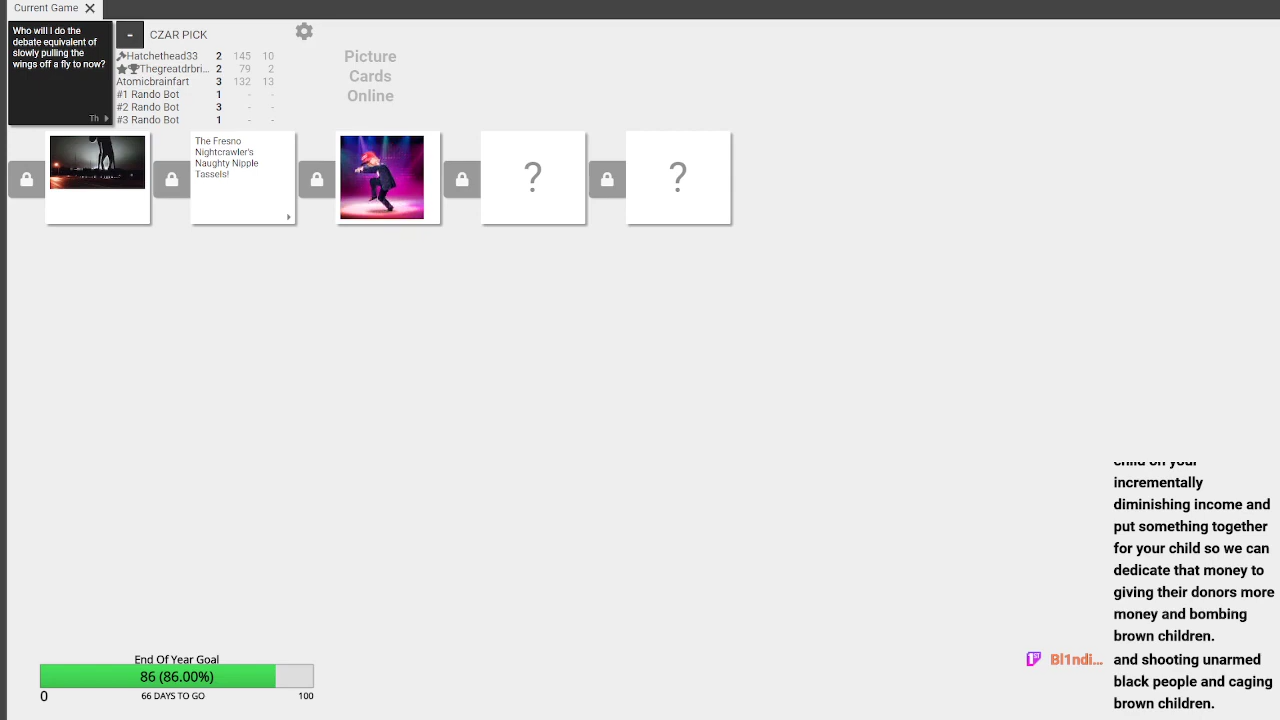 Current Game
Who will I do the
debate equivalent of
slowly pulling the
wings off a fly to now?
Th
-
CZAR PICK
Hatchethead33 2 145 10
Thegreatdrbri... 2 79 2
Atomicbrainfart 3 132 13
#1 Rando Bot 1 - -
#2 Rando Bot 3 - -
#3 Rando Bot 1 - -
Picture
Cards
Online
The Fresno
Nightcrawler's
Naughty Nipple
Tassels!
?
?
child on your
incrementally
diminishing income and
put something together
for your child so we can
dedicate that money to
giving their donors more
money and bombing
brown children.
Bl1ndi... and shooting unarmed
black people and caging
brown children.
End Of Year Goal
86 (86.00%)
0 66 DAYS TO GO 100